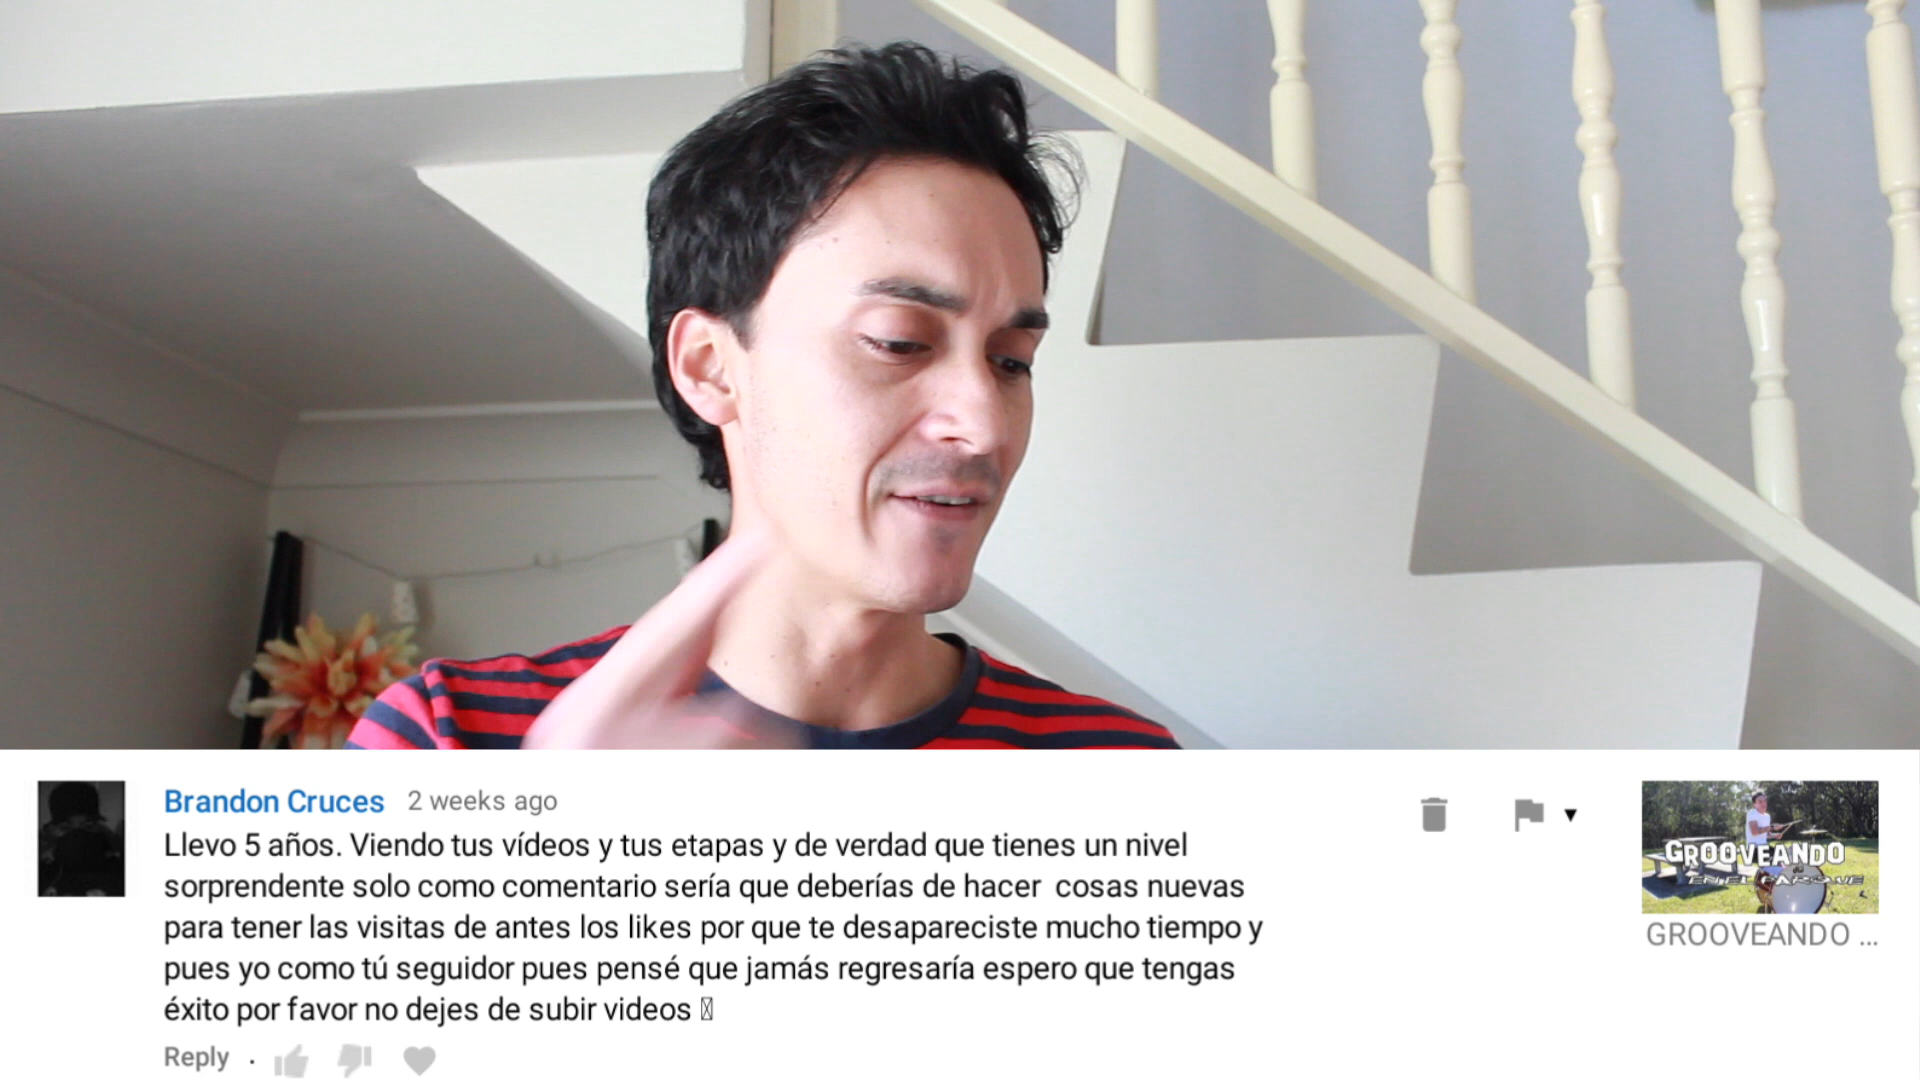 Brandon Cruces 2 weeks ago
Llevo 5 años. Viendo tus vídeos y tus etapas y de verdad que tienes un nivel
sorprendente solo como comentario sería que deberías de hacer  cosas nuevas
para tener las visitas de antes los likes por que te desapareciste mucho tiempo y
pues yo como tú seguidor pues pensé que jamás regresaría espero que tengas
éxito por favor no dejes de subir videos
Reply .
GROOVEANDO
EN EL PARQUE
GROOVEANDO ...